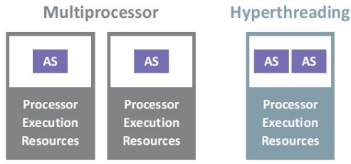 Multiprocessor
AS
Processor
Execution
Resources
AS
Processor
Execution
Resources
Hyperthreading
AS AS
Processor
Execution
Resources